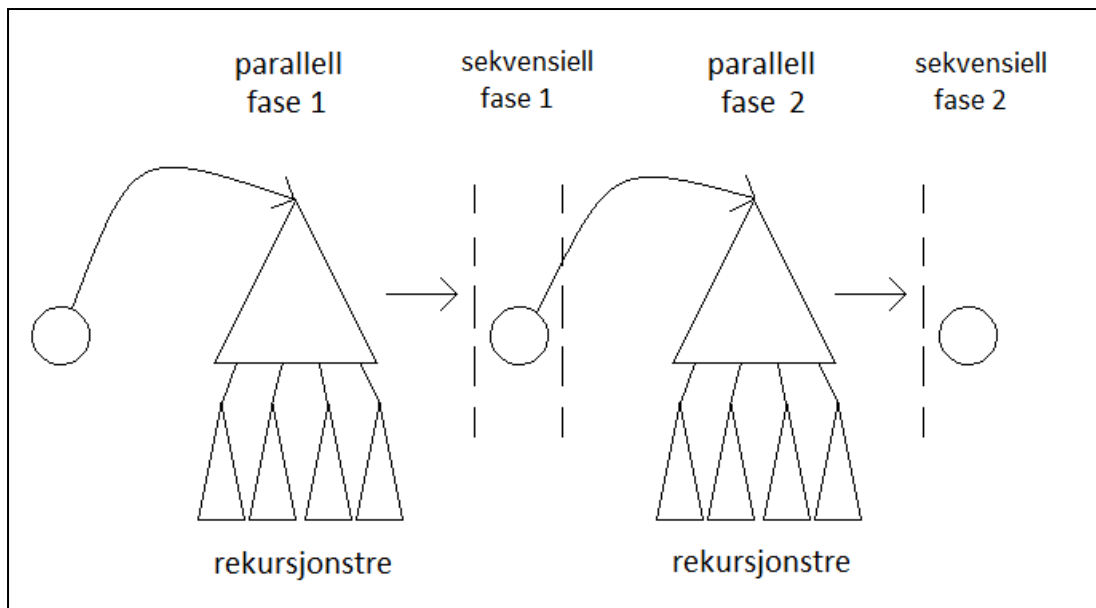 parallell
fase 1
sekvensiell
fase 1
parallell
fase 2
sekvensiell
fase 2
rekursjonstre
rekursjonstre